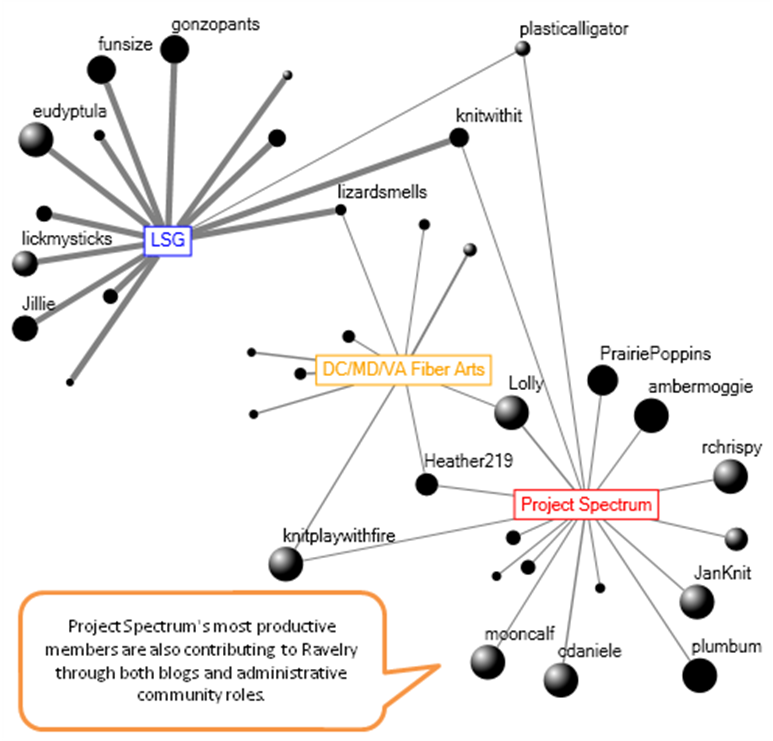 gonzopants
plasticalligator
funsize
eudyptula
knitwithit
lizardsmells
LSG
lickmysticks
Jillie
PrairiePoppins
DC/MD/VA Fiber Arts
Lolly
ambermoggie
rchrispy
Heather219
Project Spectrum
knitplaywithfire
JanKnit
mooncalf
cdaniele
plumbum
Project Spectrum's most productive
members are also contributing to Ravelry
through both blogs and administrative
community roles.